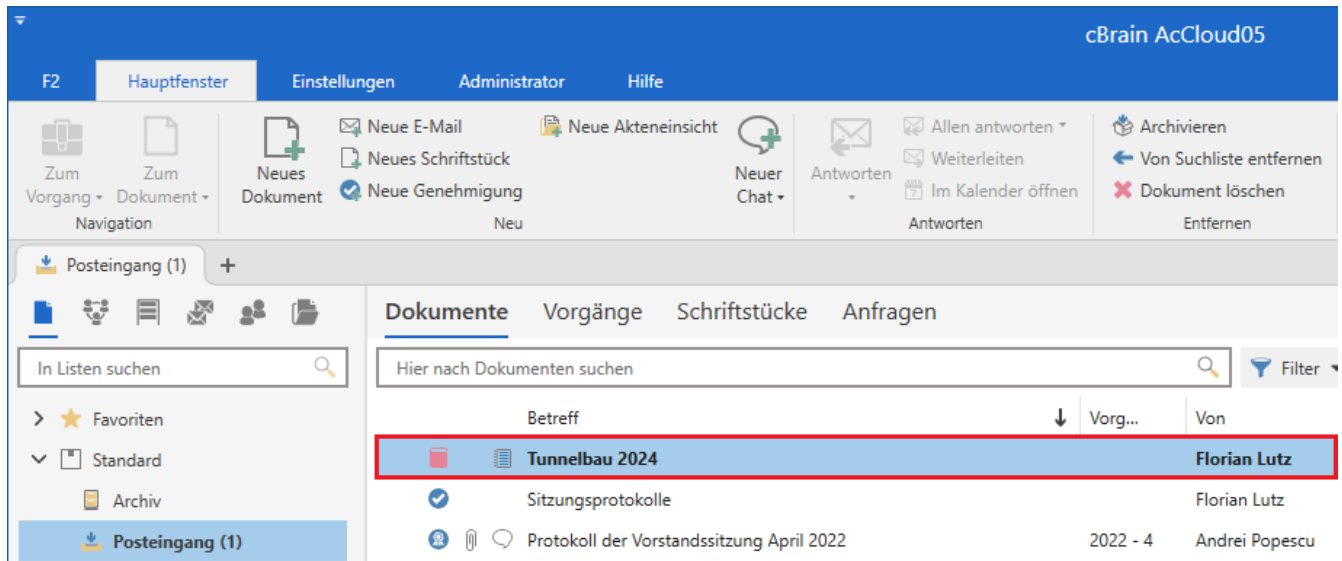 cBrain AcCloud05
F2 Hauptfenster Einstellungen Administrator Hilfe
Zum Vorgang
Zum Dokument
Navigation
Neues Dokument
Neue E-Mail
Neues Schriftstück
Neue Genehmigung
Neue Akteneinsicht
Neuer Chat
Neu
Antworten
Allen antworten
Weiterleiten
7 Im Kalender öffnen
Antworten
Archivieren
Von Suchliste entfernen
Dokument löschen
Entfernen
Posteingang (1) +
Dokumente Vorgänge Schriftstücke Anfragen
In Listen suchen
Hier nach Dokumenten suchen
Filter
Favoriten
Standard
Archiv
Posteingang (1)
Betreff Vorg... Von
Tunnelbau 2024 Florian Lutz
Sitzungsprotokolle Florian Lutz
Protokoll der Vorstandssitzung April 2022 2022 - 4 Andrei Popescu